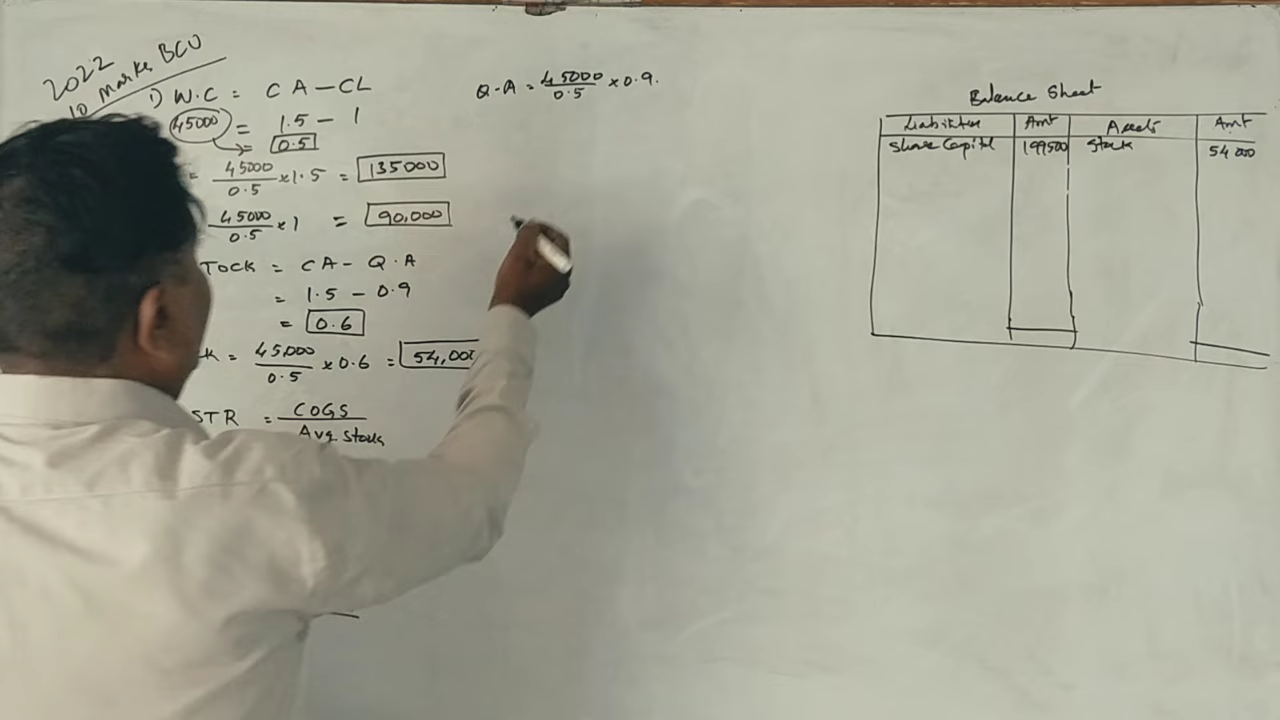 2022
10 Marks BCU
1) W.C = CA - CL
45000 = 1.5 - 1
= 0.5
= 45000/0.5 × 1.5 = 135000
45000/0.5 × 1 = 90,000
TOCK = CA - Q.A
= 1.5 - 0.9
= 0.6
K = 45,000/0.5 × 0.6 = 54,000
STR = COGS/Avg Stock
Q.A = 45000/0.5 × 0.9.
Balance Sheet
Liabilities Amt Assets Amt
Share Capital 199500 Stock 54000